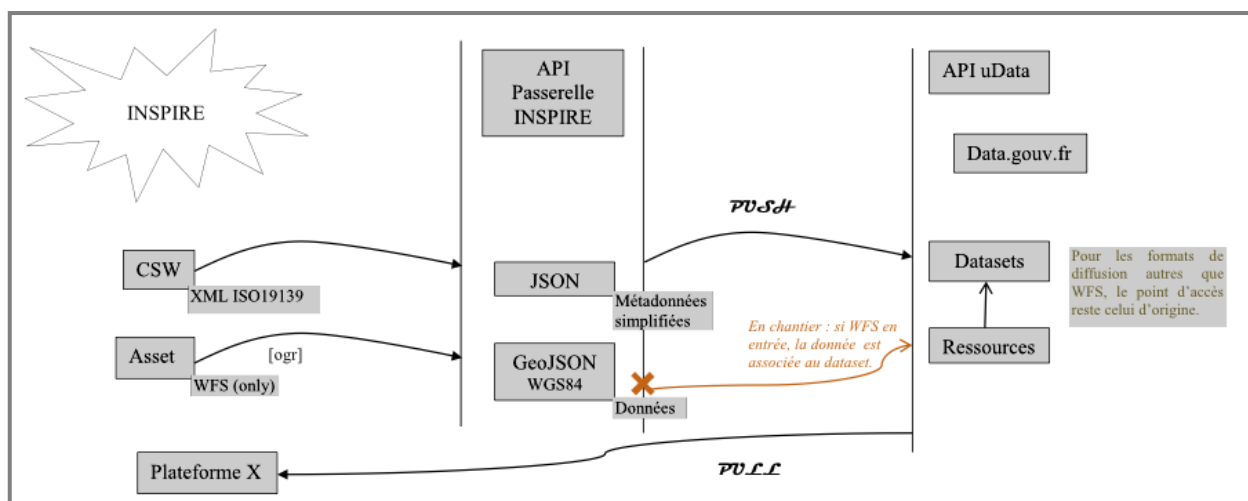 INSPIRE
API
Passerelle
INSPIRE
API uData
Data.gouv.fr
PUSH
CSW
XML ISO19139
JSON
Métadonnées
simplifiées
Datasets
Pour les formats de
diffusion autres que
WFS, le point d’accès
reste celui d’origine.
Asset
[ogr]
WFS (only)
GeoJSON
WGS84
Données
En chantier : si WFS en
entrée, la donnée est
associée au dataset.
Ressources
Plateforme X
PULL